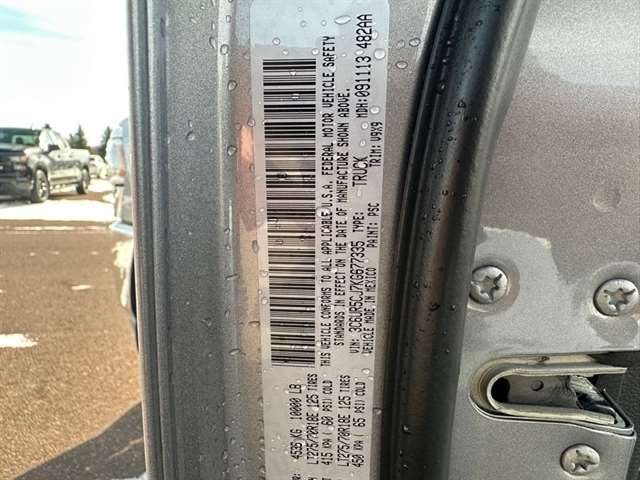 4535 KG 10000 LB
LT275/70R18E 125 TIRES
415 KPA ( 60 PSI) COLD
LT275/70R18E 125 TIRES
450 KPA ( 65 PSI) COLD
THIS VEHICLE CONFORMS TO ALL APPLICABLE U.S.A. FEDERAL MOTOR VEHICLE SAFETY
STANDARDS IN EFFECT ON THE DATE OF MANUFACTURE SHOWN ABOVE.
VIN: 3C6UR5CJ7KG677335 TYPE: TRUCK MDH:091113 482AA
VEHICLE MADE IN MEXICO PAINT: PSC TRIM: V9X9